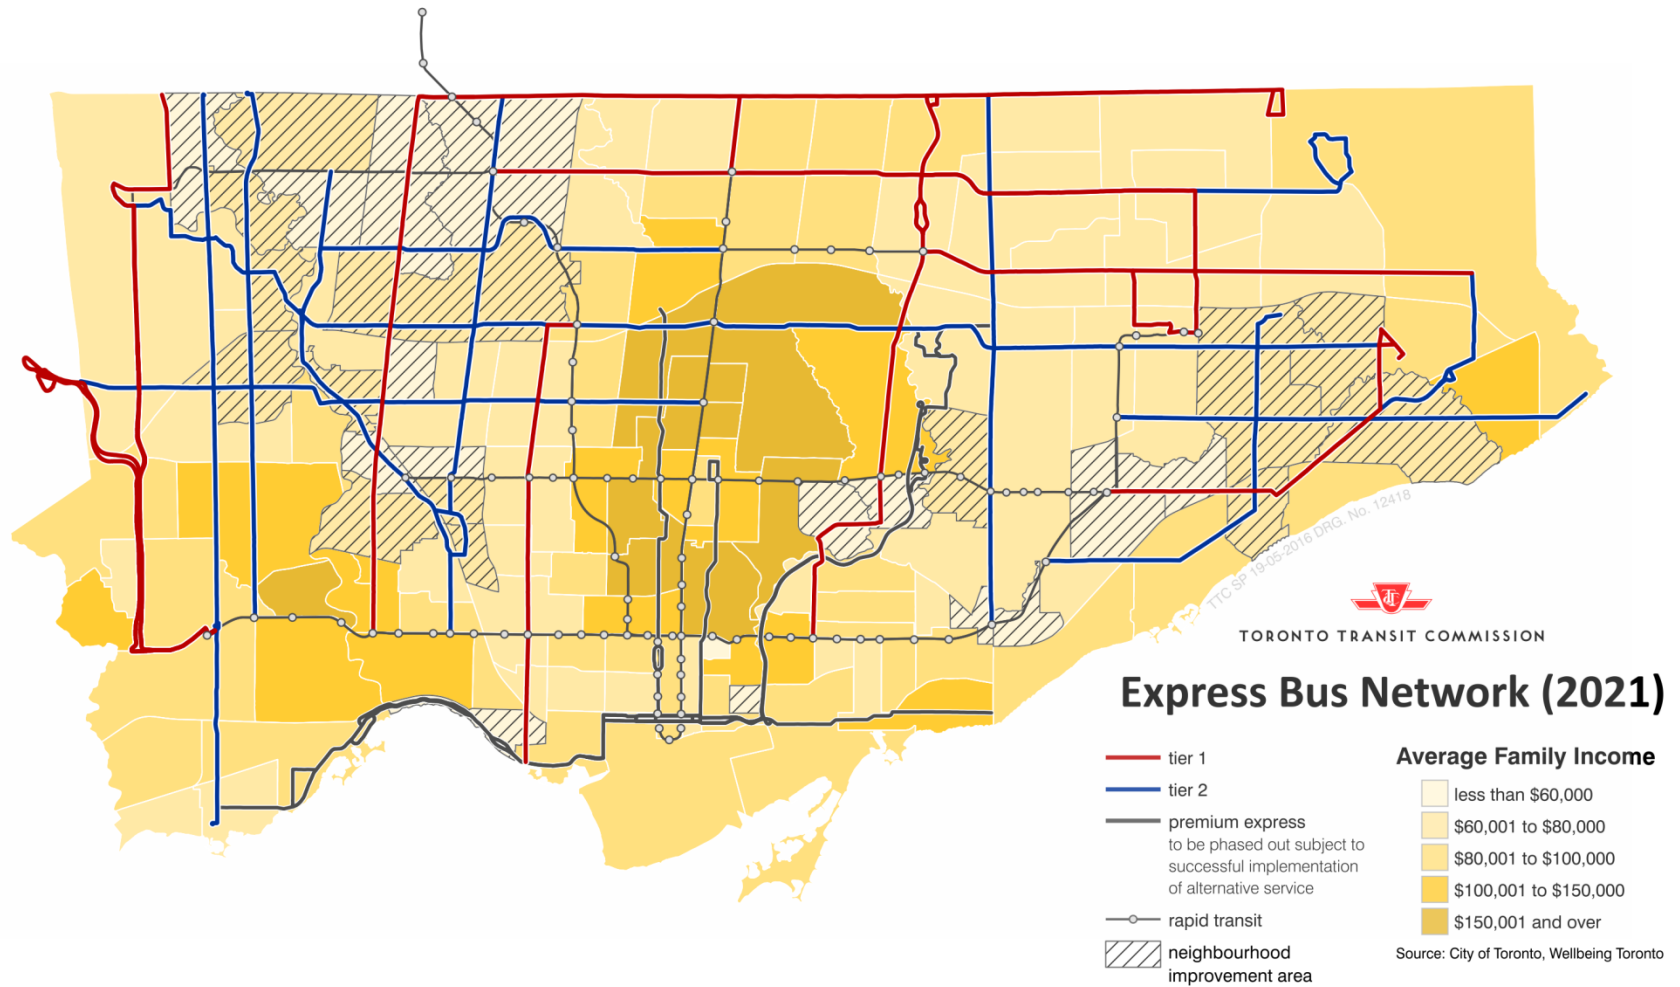 TTC SP 19-05-2016 DRG. No. 12418
TTC
TORONTO TRANSIT COMMISSION
Express Bus Network (2021)
tier 1
tier 2
premium express
to be phased out subject to
successful implementation
of alternative service
rapid transit
neighbourhood
improvement area
Average Family Income
less than $60,000
$60,001 to $80,000
$80,001 to $100,000
$100,001 to $150,000
$150,001 and over
Source: City of Toronto, Wellbeing Toronto